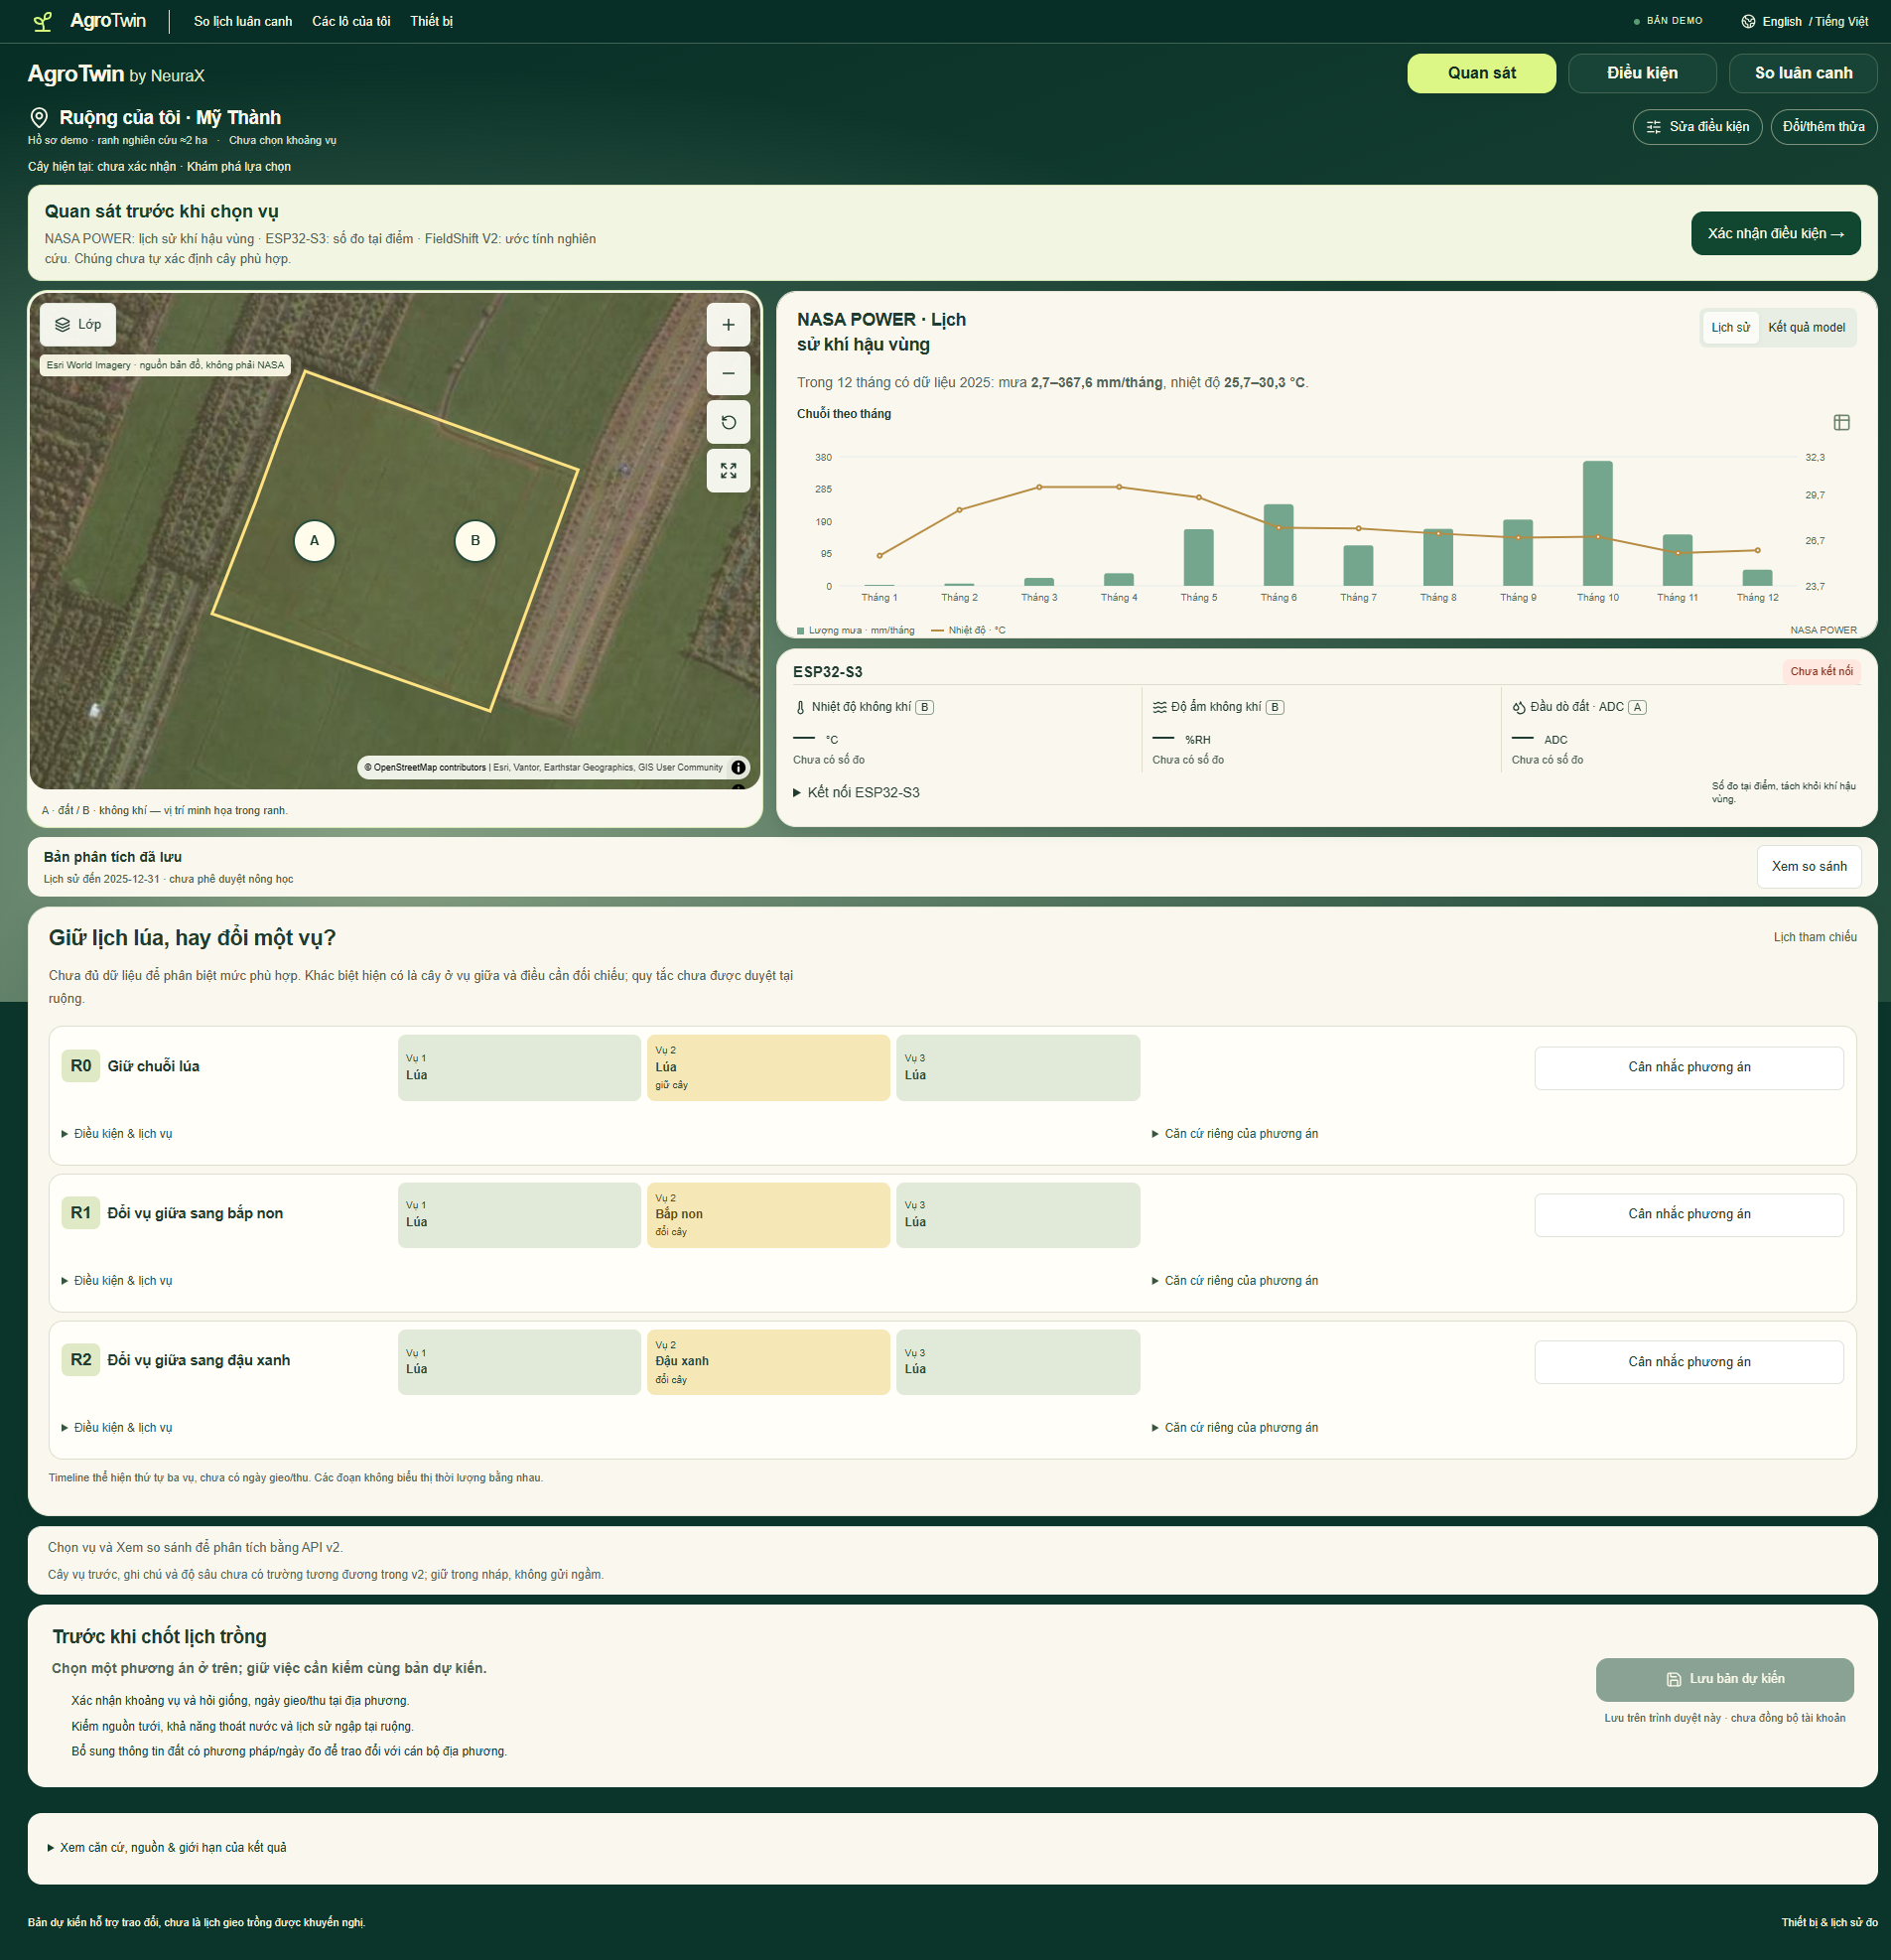 AgroTwin
So lịch luân canh
Các lô của tôi
Thiết bị
BẢN DEMO
English / Tiếng Việt
AgroTwin by NeuraX
Quan sát
Điều kiện
So luân canh
Ruộng của tôi · Mỹ Thành
Hồ sơ demo · ranh nghiên cứu ≈2 ha · Chưa chọn khoảng vụ
Sửa điều kiện
Đổi/thêm thửa
Cây hiện tại: chưa xác nhận · Khám phá lựa chọn
Quan sát trước khi chọn vụ
NASA POWER: lịch sử khí hậu vùng · ESP32-S3: số đo tại điểm · FieldShift V2: ước tính nghiên
cứu. Chúng chưa tự xác định cây phù hợp.
Xác nhận điều kiện →
Lớp
Esri World Imagery · nguồn bản đồ, không phải NASA
A
B
© OpenStreetMap contributors | Esri, Vantor, Earthstar Geographics, GIS User Community
A · đất / B · không khí — vị trí minh họa trong ranh.
NASA POWER · Lịch
sử khí hậu vùng
Lịch sử
Kết quả model
Trong 12 tháng có dữ liệu 2025: mưa 2,7–367,6 mm/tháng, nhiệt độ 25,7–30,3 °C.
Chuỗi theo tháng
380
285
190
95
0
32,3
29,7
26,7
23,7
Tháng 1
Tháng 2
Tháng 3
Tháng 4
Tháng 5
Tháng 6
Tháng 7
Tháng 8
Tháng 9
Tháng 10
Tháng 11
Tháng 12
Lượng mưa · mm/tháng
Nhiệt độ · °C
NASA POWER
ESP32-S3
Chưa kết nối
Nhiệt độ không khí B
— °C
Chưa có số đo
Độ ẩm không khí B
— %RH
Chưa có số đo
Đầu dò đất · ADC A
— ADC
Chưa có số đo
Kết nối ESP32-S3
Số đo tại điểm, tách khỏi khí hậu
vùng.
Bản phân tích đã lưu
Lịch sử đến 2025-12-31 · chưa phê duyệt nông học
Xem so sánh
Giữ lịch lúa, hay đổi một vụ?
Lịch tham chiếu
Chưa đủ dữ liệu để phân biệt mức phù hợp. Khác biệt hiện có là cây ở vụ giữa và điều cần đối chiếu; quy tắc chưa được duyệt tại
ruộng.
R0
Giữ chuỗi lúa
Vụ 1
Lúa
Vụ 2
Lúa
giữ cây
Vụ 3
Lúa
Cân nhắc phương án
Điều kiện & lịch vụ
Căn cứ riêng của phương án
R1
Đổi vụ giữa sang bắp non
Vụ 1
Lúa
Vụ 2
Bắp non
đổi cây
Vụ 3
Lúa
Cân nhắc phương án
Điều kiện & lịch vụ
Căn cứ riêng của phương án
R2
Đổi vụ giữa sang đậu xanh
Vụ 1
Lúa
Vụ 2
Đậu xanh
đổi cây
Vụ 3
Lúa
Cân nhắc phương án
Điều kiện & lịch vụ
Căn cứ riêng của phương án
Timeline thể hiện thứ tự ba vụ, chưa có ngày gieo/thu. Các đoạn không biểu thị thời lượng bằng nhau.
Chọn vụ và Xem so sánh để phân tích bằng API v2.
Cây vụ trước, ghi chú và độ sâu chưa có trường tương đương trong v2; giữ trong nháp, không gửi ngầm.
Trước khi chốt lịch trồng
Chọn một phương án ở trên; giữ việc cần kiểm cùng bản dự kiến.
Xác nhận khoảng vụ và hỏi giống, ngày gieo/thu tại địa phương.
Kiểm nguồn tưới, khả năng thoát nước và lịch sử ngập tại ruộng.
Bổ sung thông tin đất có phương pháp/ngày đo để trao đổi với cán bộ địa phương.
Lưu bản dự kiến
Lưu trên trình duyệt này · chưa đồng bộ tài khoản
Xem căn cứ, nguồn & giới hạn của kết quả
Bản dự kiến hỗ trợ trao đổi, chưa là lịch gieo trồng được khuyến nghị.
Thiết bị & lịch sử đo